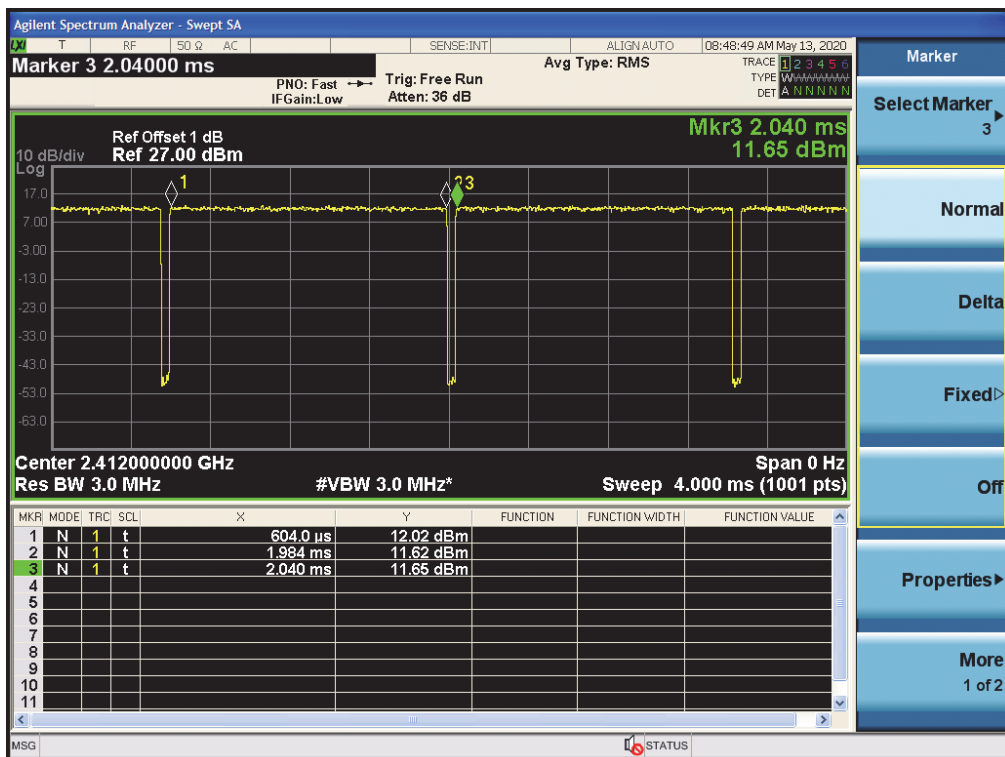 Agilent Spectrum Analyzer - Swept SA
LXI T RF 50 Ω AC SENSE:INT ALIGN AUTO 08:48:49 AM May 13, 2020
Marker 3 2.04000 ms
PNO: Fast
IFGain:Low
Trig: Free Run
Atten: 36 dB
Avg Type: RMS
TRACE 1 2 3 4 5 6
TYPE W
DET A N N N N N
Mkr3 2.040 ms
11.65 dBm
Ref Offset 1 dB
Ref 27.00 dBm
10 dB/div
Log
1
2 3
17.0
7.00
-3.00
-13.0
-23.0
-33.0
-43.0
-53.0
-63.0
Center 2.412000000 GHz Span 0 Hz
Res BW 3.0 MHz #VBW 3.0 MHz* Sweep 4.000 ms (1001 pts)
MKR MODE TRC SCL X Y FUNCTION FUNCTION WIDTH FUNCTION VALUE
1 N 1 t 604.0 µs 12.02 dBm
2 N 1 t 1.984 ms 11.62 dBm
3 N 1 t 2.040 ms 11.65 dBm
4
5
6
7
8
9
10
11
MSG STATUS
Marker
Select Marker
3
Normal
Delta
Fixed
Off
Properties
More
1 of 2